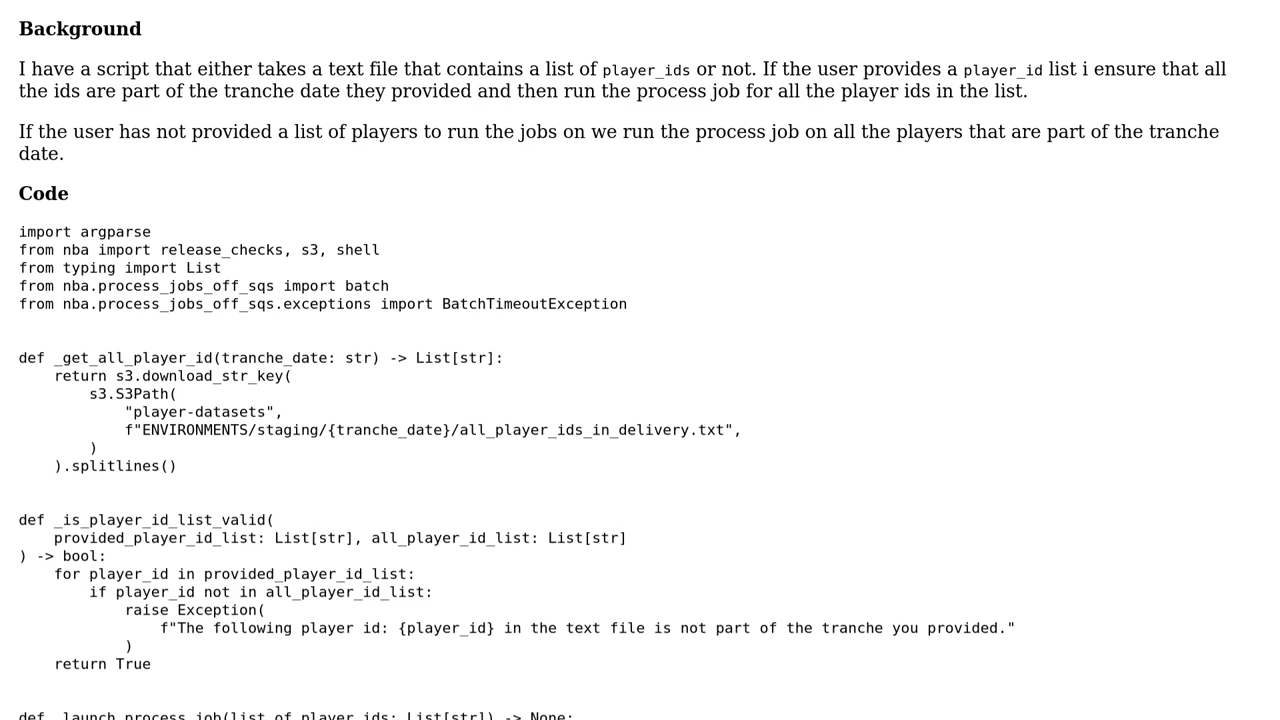 Background
I have a script that either takes a text file that contains a list of player_ids or not. If the user provides a player_id list i ensure that all
the ids are part of the tranche date they provided and then run the process job for all the player ids in the list.
If the user has not provided a list of players to run the jobs on we run the process job on all the players that are part of the tranche
date.
Code
import argparse
from nba import release_checks, s3, shell
from typing import List
from nba.process_jobs_off_sqs import batch
from nba.process_jobs_off_sqs.exceptions import BatchTimeoutException
def _get_all_player_id(tranche_date: str) -> List[str]:
    return s3.download_str_key(
        s3.S3Path(
            "player-datasets",
            f"ENVIRONMENTS/staging/{tranche_date}/all_player_ids_in_delivery.txt",
        )
    ).splitlines()
def _is_player_id_list_valid(
    provided_player_id_list: List[str], all_player_id_list: List[str]
) -> bool:
    for player_id in provided_player_id_list:
        if player_id not in all_player_id_list:
            raise Exception(
                f"The following player id: {player_id} in the text file is not part of the tranche you provided."
            )
    return True
def _launch_process_job(list_of_player_ids: List[str]) -> None: